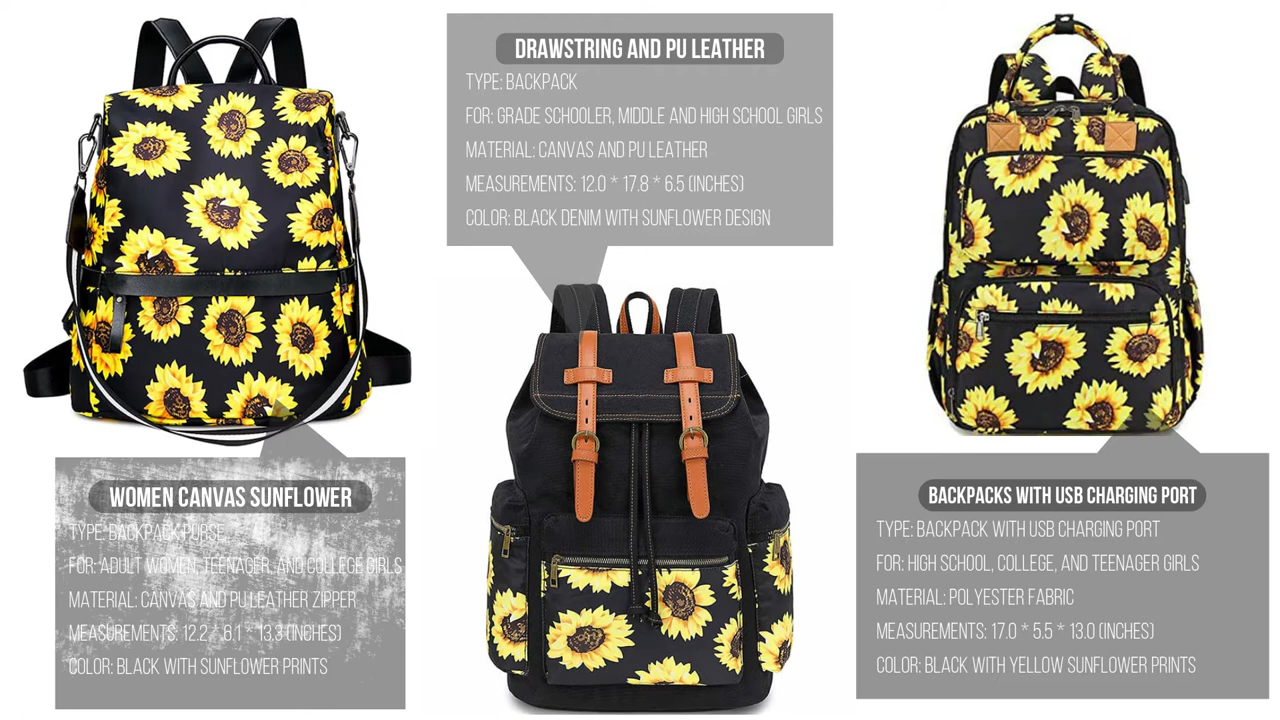 DRAWSTRING AND PU LEATHER
TYPE: BACKPACK
FOR: GRADE SCHOOLER, MIDDLE AND HIGH SCHOOL GIRLS
MATERIAL: CANVAS AND PU LEATHER
MEASUREMENTS: 12.0 * 17.8 * 6.5 (INCHES)
COLOR: BLACK DENIM WITH SUNFLOWER DESIGN
WOMEN CANVAS SUNFLOWER
TYPE: BACKPACK PURSE
FOR: ADULT WOMEN, TEENAGER, AND COLLEGE GIRLS
MATERIAL: CANVAS AND PU LEATHER ZIPPER
MEASUREMENTS: 12.2 * 8.1 * 13.3 (INCHES)
COLOR: BLACK WITH SUNFLOWER PRINTS
BACKPACKS WITH USB CHARGING PORT
TYPE: BACKPACK WITH USB CHARGING PORT
FOR: HIGH SCHOOL, COLLEGE, AND TEENAGER GIRLS
MATERIAL: POLYESTER FABRIC
MEASUREMENTS: 17.0 * 5.5 * 13.0 (INCHES)
COLOR: BLACK WITH YELLOW SUNFLOWER PRINTS